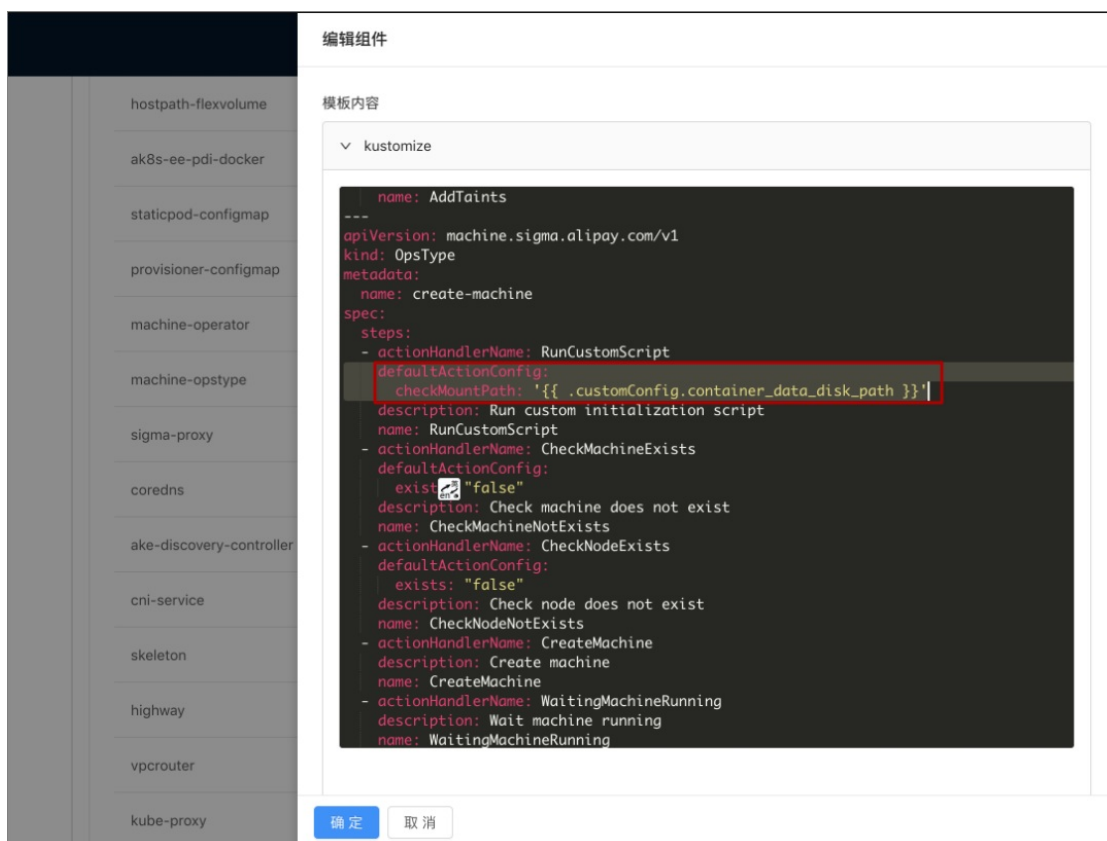 编辑组件
模板内容
kustomize
hostpath-flexvolume
ak8s-ee-pdi-docker
staticpod-configmap
provisioner-configmap
machine-operator
machine-opstype
sigma-proxy
coredns
ake-discovery-controller
cni-service
skeleton
highway
vpcrouter
kube-proxy
name: AddTaints
---
apiVersion: machine.sigma.alipay.com/v1
kind: OpsType
metadata:
  name: create-machine
spec:
  steps:
  - actionHandlerName: RunCustomScript
    defaultActionConfig:
      checkMountPath: '{{ .customConfig.container_data_disk_path }}'
    description: Run custom initialization script
    name: RunCustomScript
  - actionHandlerName: CheckMachineExists
    defaultActionConfig:
      exist "false"
    description: Check machine does not exist
    name: CheckMachineNotExists
  - actionHandlerName: CheckNodeExists
    defaultActionConfig:
      exists: "false"
    description: Check node does not exist
    name: CheckNodeNotExists
  - actionHandlerName: CreateMachine
    description: Create machine
    name: CreateMachine
  - actionHandlerName: WaitingMachineRunning
    description: Wait machine running
    name: WaitingMachineRunning
确定
取消